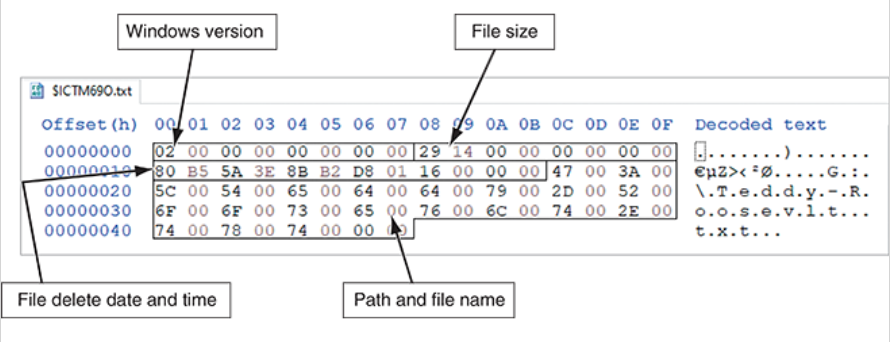 Windows version
File size
$ICTM69O.txt
Offset(h) 00 01 02 03 04 05 06 07 08 09 0A 0B 0C 0D 0E 0F Decoded text
00000000 02 00 00 00 00 00 00 00 29 14 00 00 00 00 00 00 ........).......
00000010 80 B5 5A 3E 8B B2 D8 01 16 00 00 00 47 00 3A 00 €µZ><²Ø.....G.:.
00000020 5C 00 54 00 65 00 64 00 64 00 79 00 2D 00 52 00 \.T.e.d.d.y.-.R.
00000030 6F 00 6F 00 73 00 65 00 76 00 6C 00 74 00 2E 00 o.o.s.e.v.l.t...
00000040 74 00 78 00 74 00 00 00 t.x.t...
File delete date and time
Path and file name